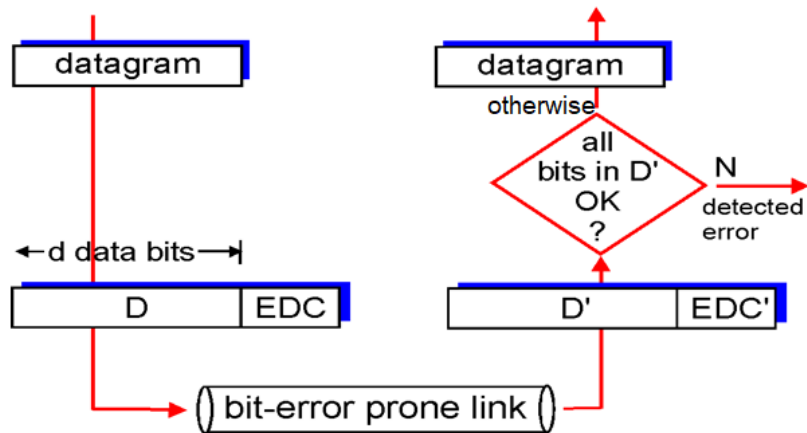 datagram
datagram
otherwise
all
bits in D'
OK
?
N
detected
error
d data bits
D
EDC
D'
EDC'
bit-error prone link